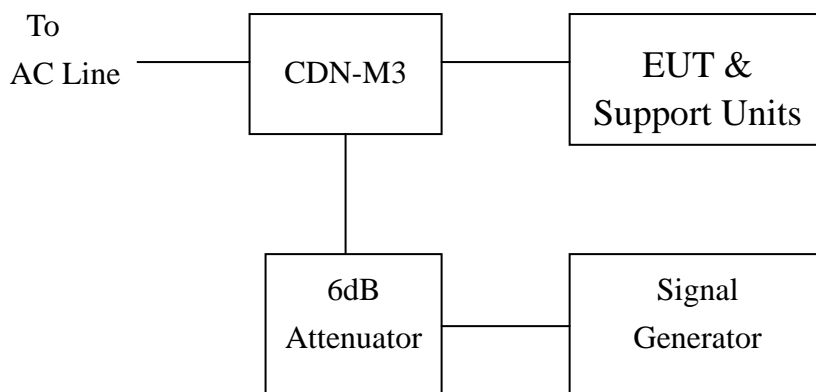 To
AC Line
CDN-M3
EUT &
Support Units
6dB
Attenuator
Signal
Generator